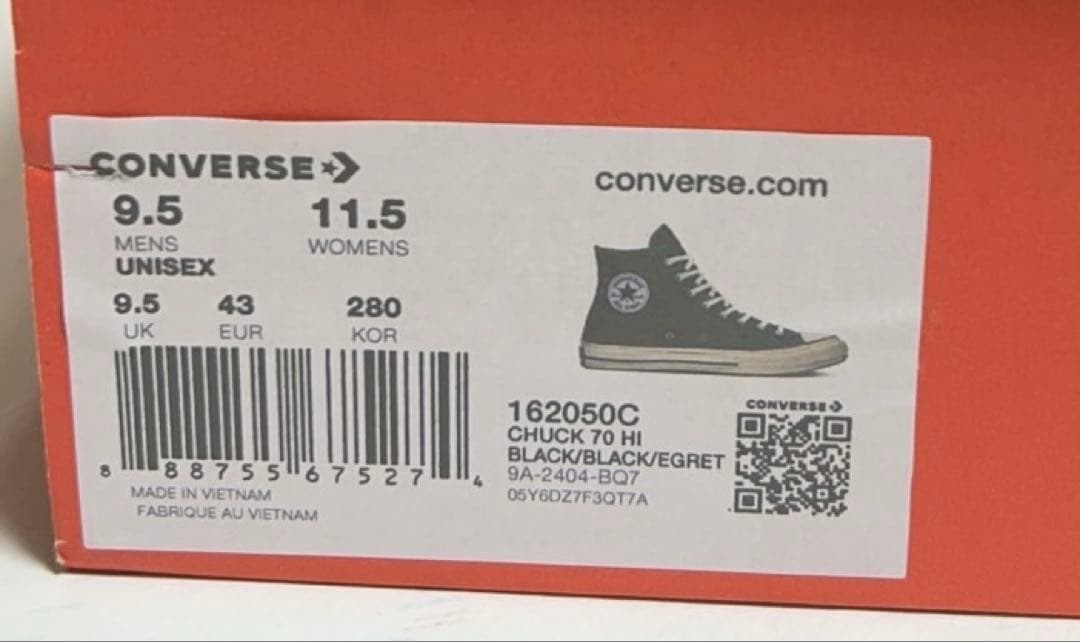 CONVERSE
9.5 11.5
MENS WOMENS
UNISEX
9.5 43 280
UK EUR KOR
8 88755 67527 4
MADE IN VIETNAM
FABRIQUE AU VIETNAM
converse.com
162050C
CHUCK 70 HI
BLACK/BLACK/EGRET
9A-2404-BQ7
05Y6DZ7F3QT7A
CONVERSE